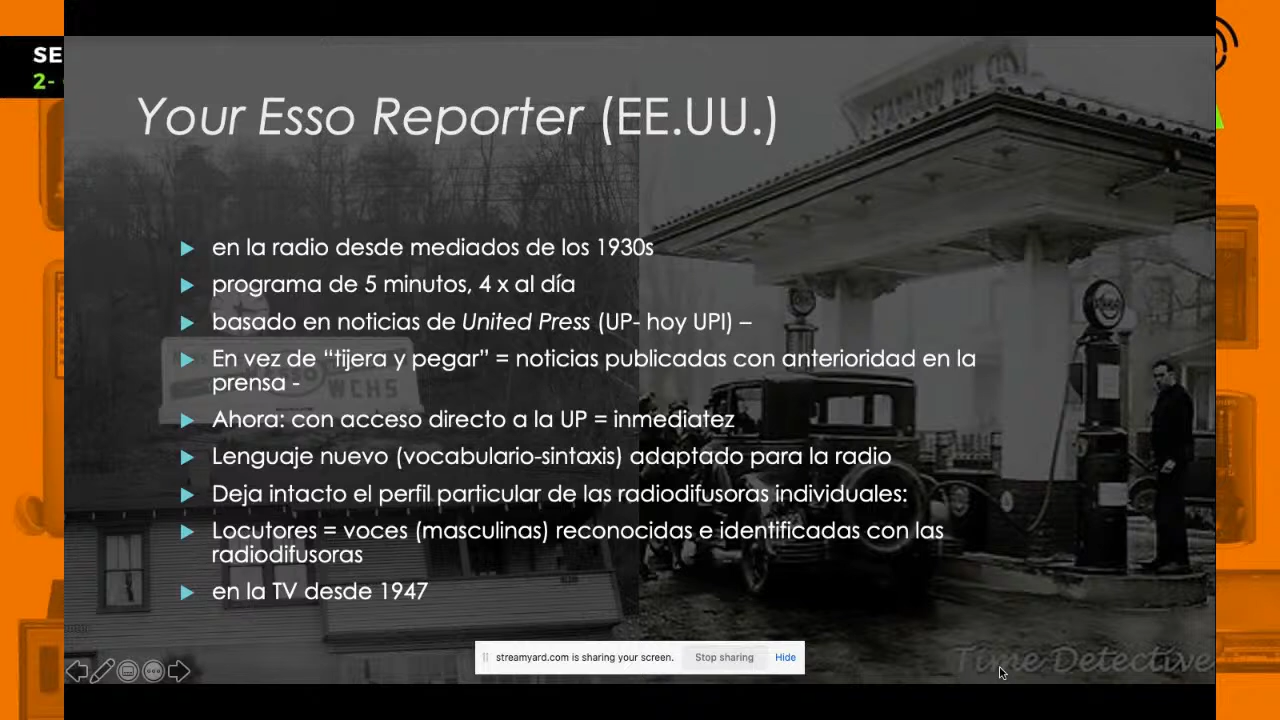 SE
2-
Your Esso Reporter (EE.UU.)
STANDARD OIL
en la radio desde mediados de los 1930s
programa de 5 minutos, 4 x al día
basado en noticias de United Press (UP- hoy UPI) –
En vez de “tijera y pegar” = noticias publicadas con anterioridad en la
prensa -
WCHS
Ahora: con acceso directo a la UP = inmediatez
Lenguaje nuevo (vocabulario-sintaxis) adaptado para la radio
Deja intacto el perfil particular de las radiodifusoras individuales:
Locutores = voces (masculinas) reconocidas e identificadas con las
radiodifusoras
en la TV desde 1947
streamyard.com is sharing your screen. Stop sharing Hide
Time Detective